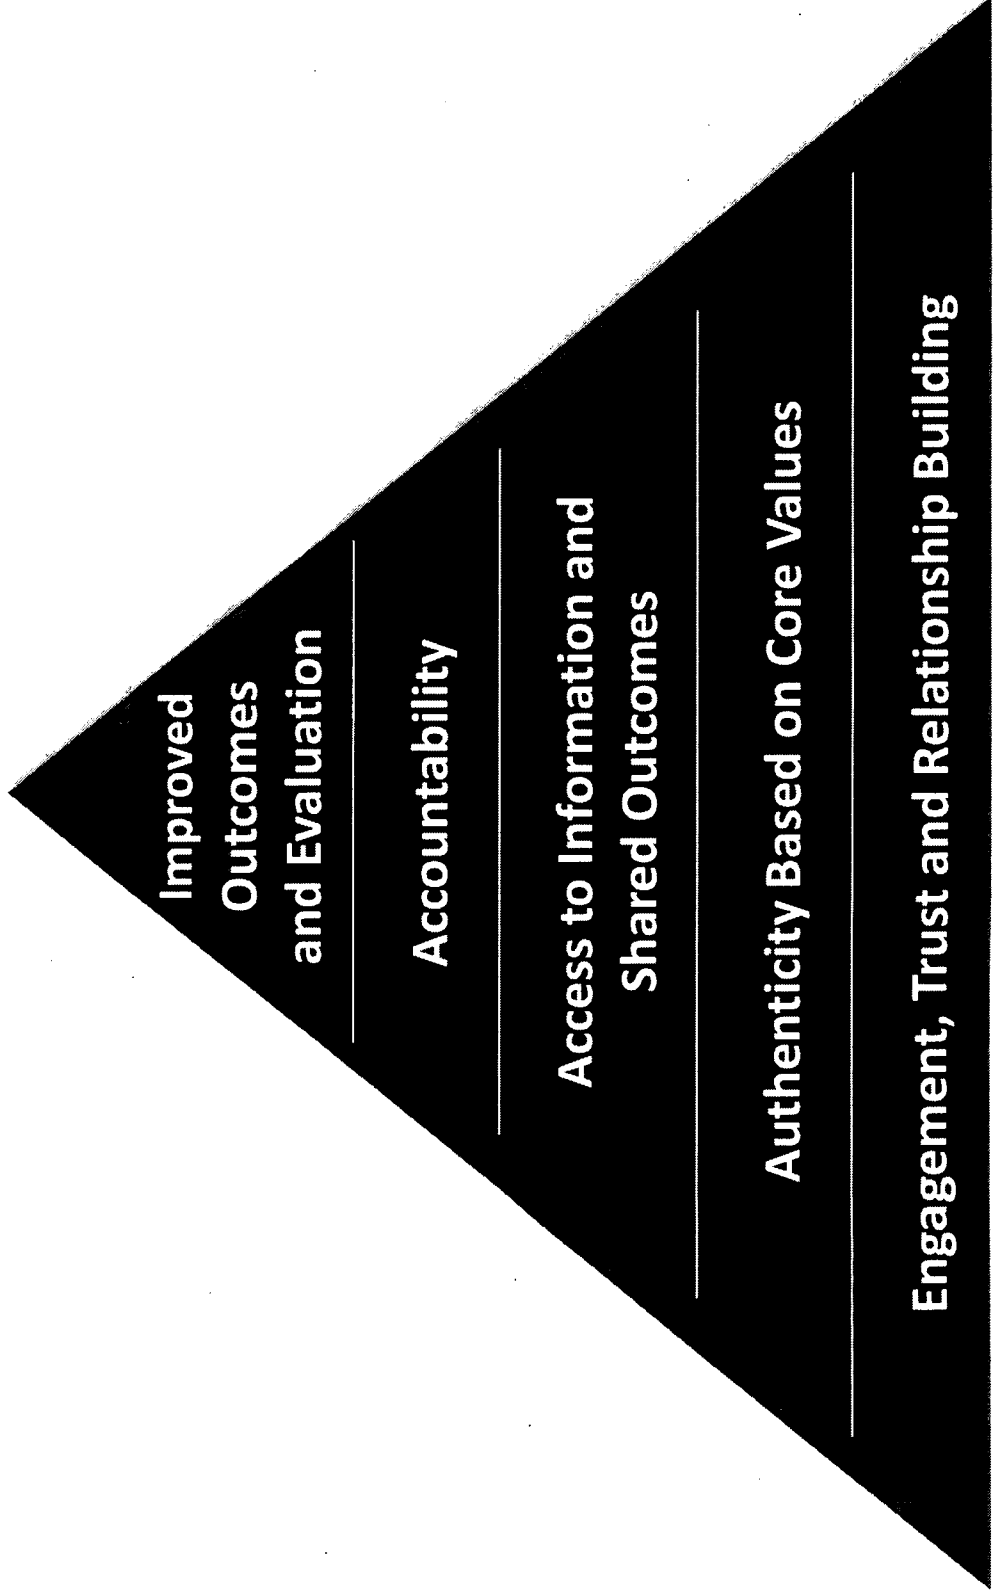 Improved
Outcomes
and Evaluation
Accountability
Access to Information and
Shared Outcomes
Authenticity Based on Core Values
Engagement, Trust and Relationship Building